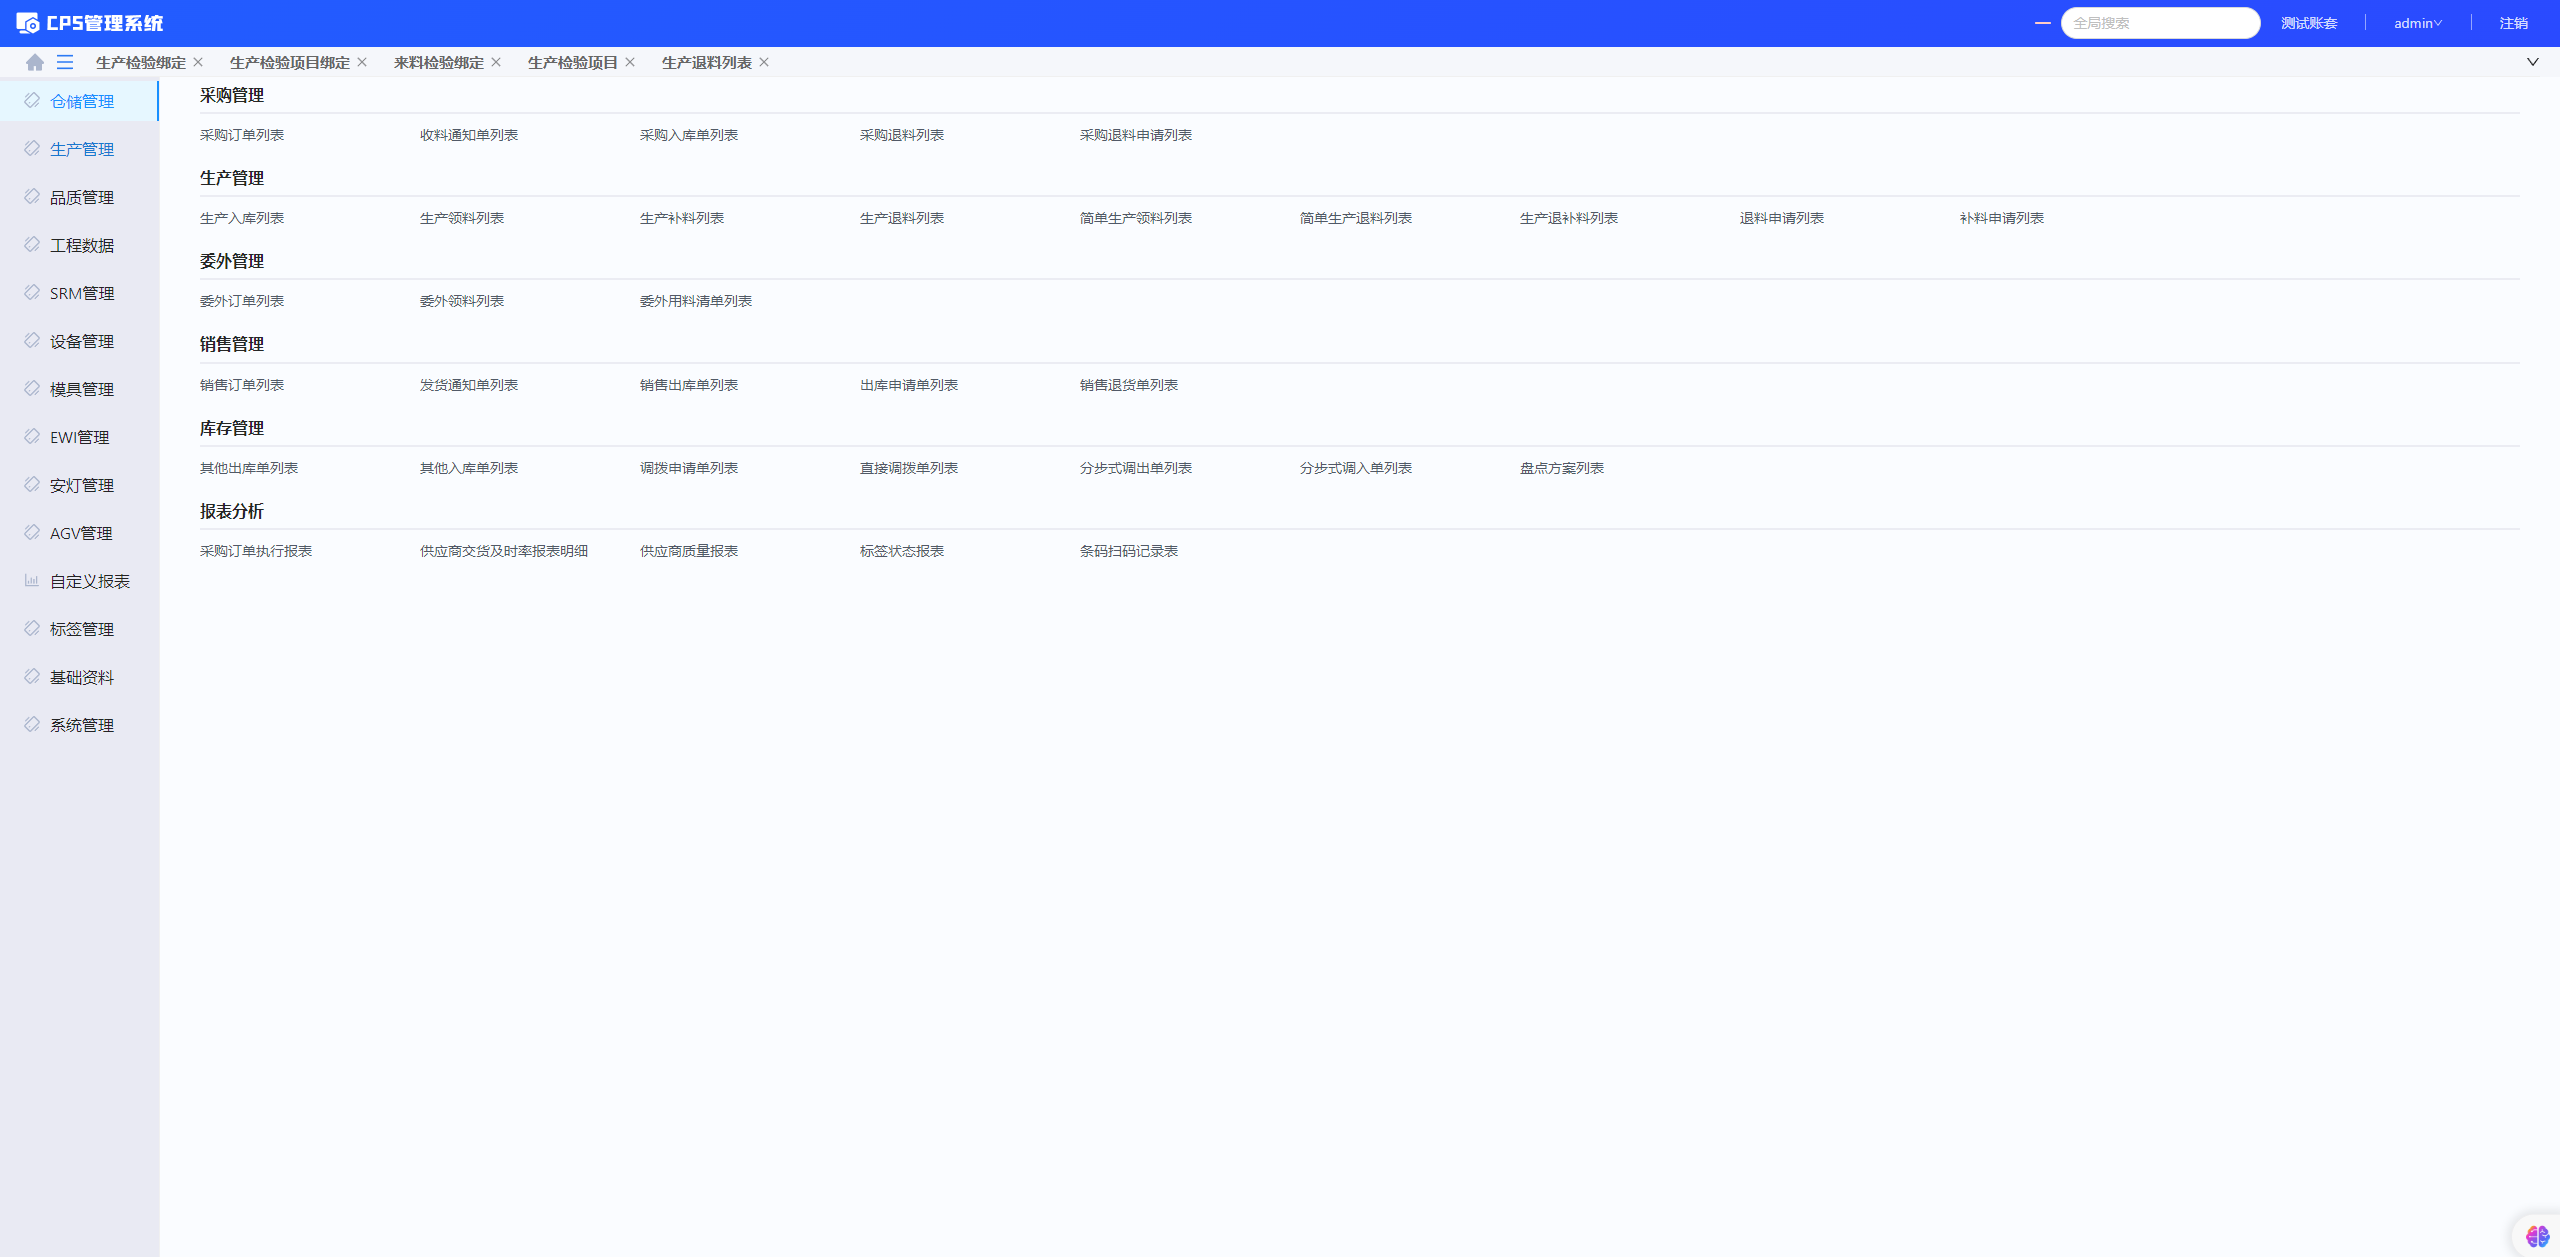 CPS管理系统
全局搜索 测试账套 admin 注销
生产检验绑定 生产检验项目绑定 来料检验绑定 生产检验项目 生产退料列表
仓储管理
生产管理
品质管理
工程数据
SRM管理
设备管理
模具管理
EWI管理
安灯管理
AGV管理
自定义报表
标签管理
基础资料
系统管理
采购管理
采购订单列表 收料通知单列表 采购入库单列表 采购退料列表 采购退料申请列表
生产管理
生产入库列表 生产领料列表 生产补料列表 生产退料列表 简单生产领料列表 简单生产退料列表 生产退补料列表 退料申请列表 补料申请列表
委外管理
委外订单列表 委外领料列表 委外用料清单列表
销售管理
销售订单列表 发货通知单列表 销售出库单列表 出库申请单列表 销售退货单列表
库存管理
其他出库单列表 其他入库单列表 调拨申请单列表 直接调拨单列表 分步式调出单列表 分步式调入单列表 盘点方案列表
报表分析
采购订单执行报表 供应商交货及时率报表明细 供应商质量报表 标签状态报表 条码扫码记录表